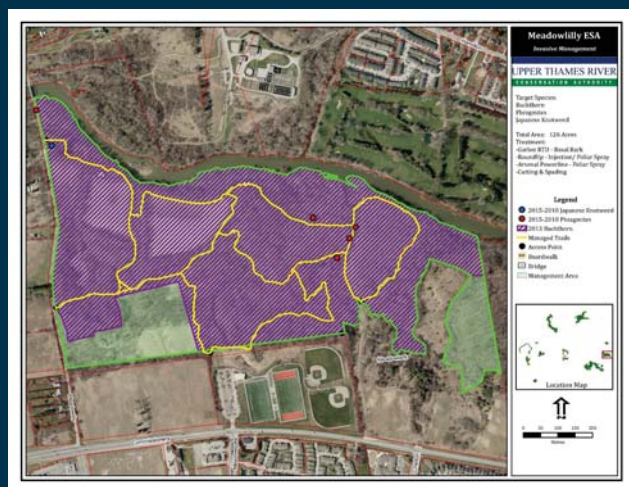 Meadowlilly ESA
Invasive Management
UPPER THAMES RIVER
CONSERVATION AUTHORITY
Target Species:
Buckthorn
Phragmites
Japanese Knotweed
Total Area: 126 Acres
Treatment:
-Garlon RTU - Basal Bark
-RoundUp - Injection/ Foliar Spray
-Arsenal Powerline - Foliar Spray
-Cutting & Spading
Legend
2015-2018 Japanese Knotweed
2015-2018 Phragmites
2013 Buckthorn
Managed Trails
Access Point
Boardwalk
Bridge
Management Area
Location Map